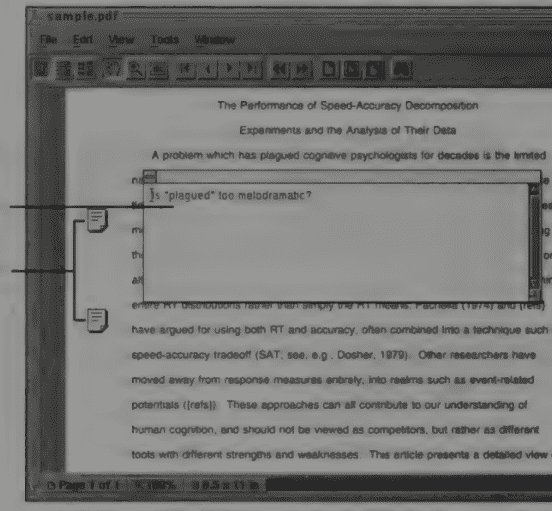 sample.pdf
File Edit View Tools Window
The Performance of Speed-Accuracy Decomposition
Experiments and the Analysis of Their Data
A problem which has plagued cognitive psychologists for decades is the limited
Is "plagued" too melodramatic?
entire RT distributions rather than simply the RT means. Pachella (1974) and {refs}
have argued for using both RT and accuracy, often combined into a technique such
speed-accuracy tradeoff (SAT; see, e.g., Dosher, 1979). Other researchers have
moved away from response measures entirely, into realms such as event-related
potentials ({refs}). These approaches can all contribute to our understanding of
human cognition, and should not be viewed as competitors, but rather as different
tools with different strengths and weaknesses. This article presents a detailed view
Page 1 of 1 100% 8.5 x 11 in